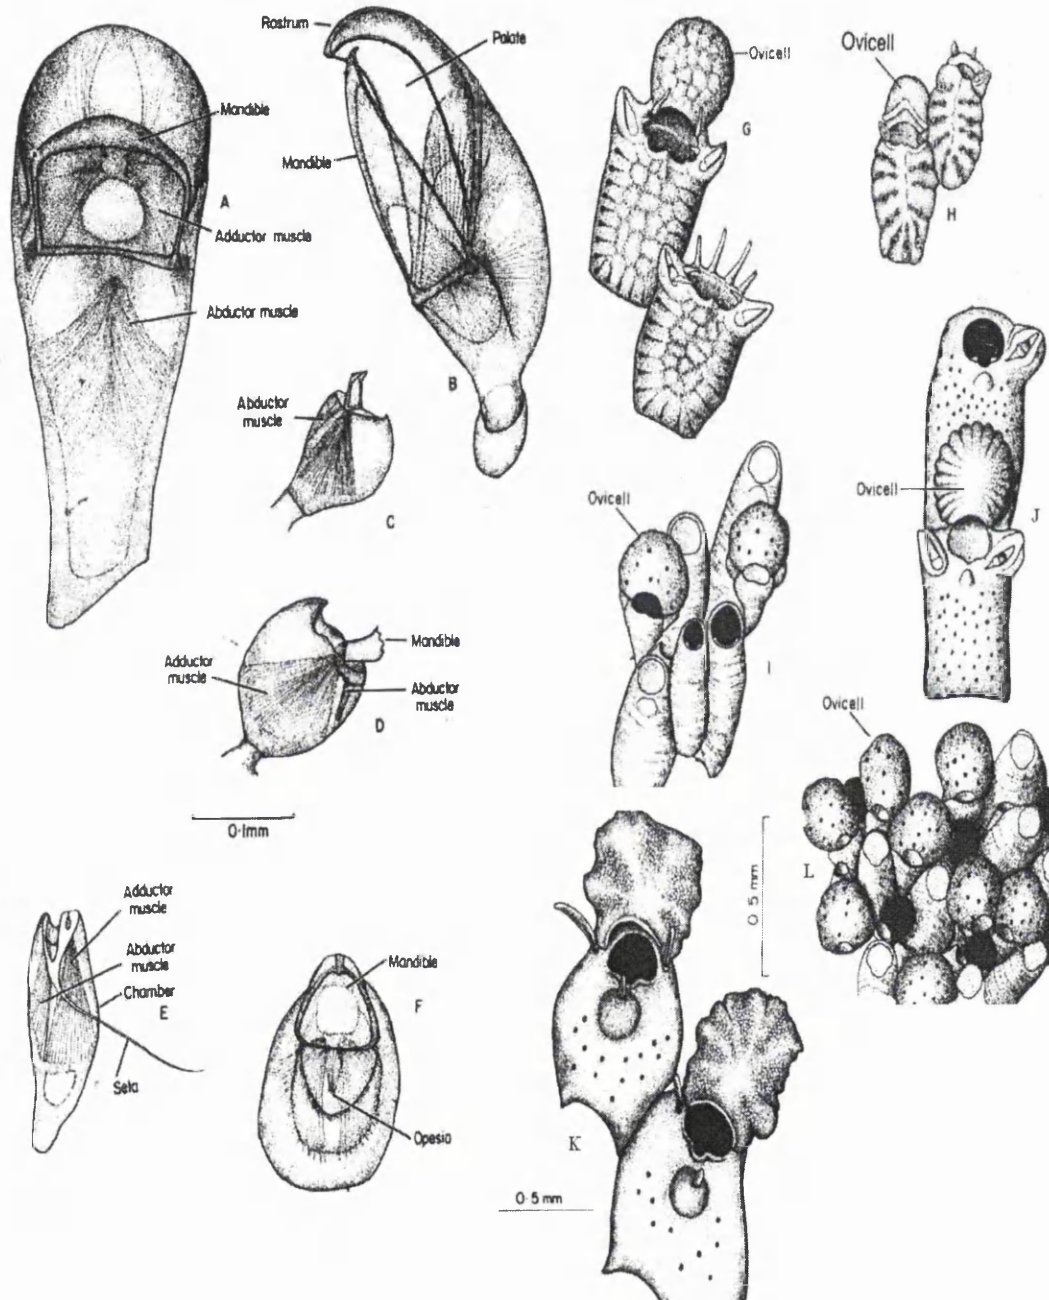 Mandible
A
Adductor muscle
Abductor muscle
Rostrum
Palate
Mandible
B
Abductor
muscle
C
Adductor
muscle
Mandible
Abductor
muscle
D
0·1mm
Adductor
muscle
Abductor
muscle
Chamber
E
Seta
Mandible
F
Opesia
Ovicell
G
Ovicell
H
Ovicell
I
Ovicell
J
Ovicell
L
0 5 mm
K
0·5 mm